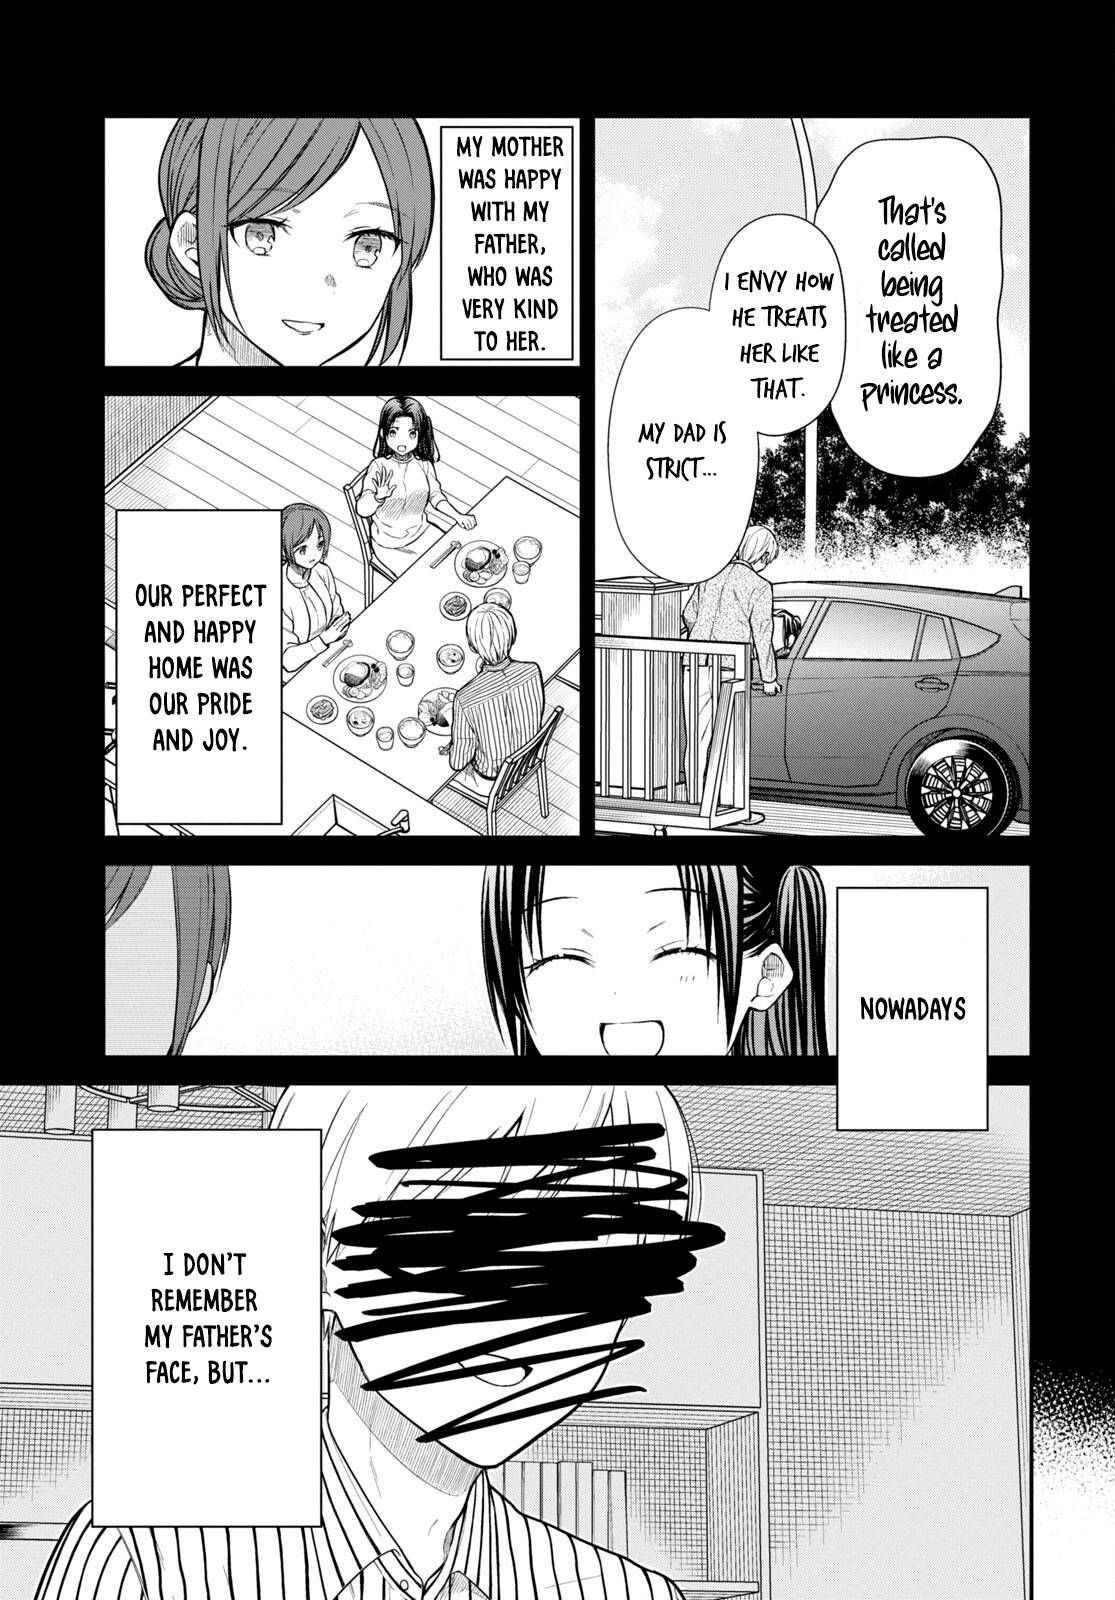 That's
called
being
treated
like a
princess.
I ENVY HOW
HE TREATS
HER LIKE
THAT.
MY DAD IS
STRICT...
MY MOTHER
WAS HAPPY
WITH MY
FATHER,
WHO WAS
VERY KIND
TO HER.
OUR PERFECT
AND HAPPY
HOME WAS
OUR PRIDE
AND JOY.
NOWADAYS
I DON'T
REMEMBER
MY FATHER'S
FACE, BUT...